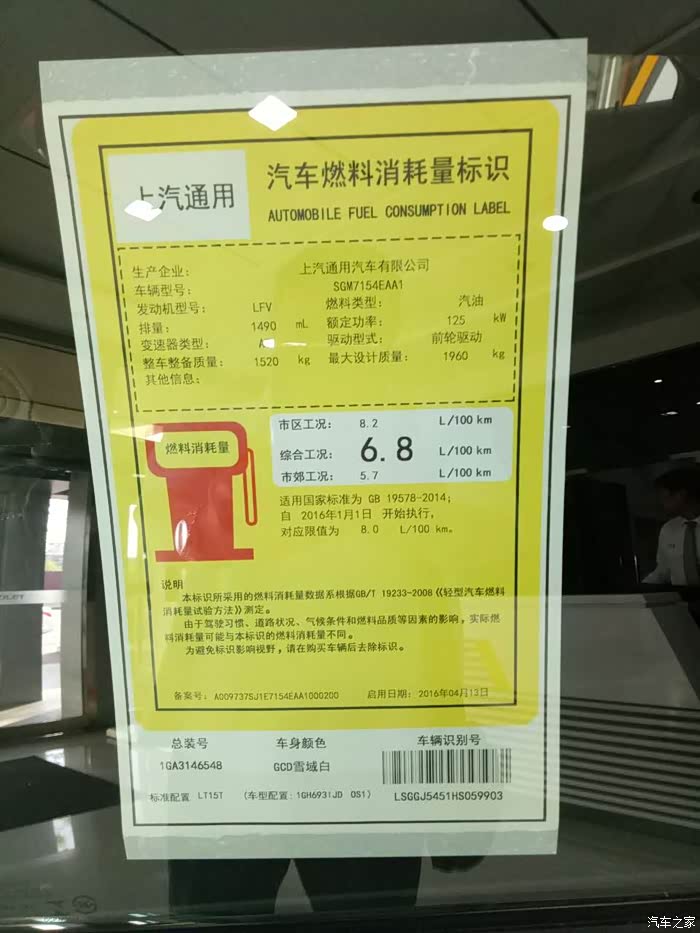 上汽通用
汽车燃料消耗量标识
AUTOMOBILE FUEL CONSUMPTION LABEL
生产企业： 上汽通用汽车有限公司
车辆型号： SGM7154EAA1
发动机型号： LFV 燃料类型： 汽油
排量： 1490 mL 额定功率： 125 kW
变速器类型： 驱动型式： 前轮驱动
整车整备质量： 1520 kg 最大设计质量： 1960 kg
其他信息：
燃料消耗量
市区工况： 8.2 L/100 km
综合工况： 6.8 L/100 km
市郊工况： 5.7 L/100 km
适用国家标准为 GB 19578-2014；
自 2016年1月1日 开始执行，
对应限值为 8.0 L/100 km。
说明
本标识所采用的燃料消耗量数据系根据GB/T 19233-2008《轻型汽车燃料
消耗量试验方法》测定。
由于驾驶习惯、道路状况、气候条件和燃料品质等因素的影响，实际燃
料消耗量可能与本标识的燃料消耗量不同。
为避免标识影响视野，请在购买车辆后去除标识。
备案号：A009737SJ1E7154EAA1000200 启用日期：2016年04月13日
总装号 车身颜色 车辆识别号
1GA3146548 GCD雪域白
标准配置 LT15T （车型配置：1GH6931JD 0S1） LSGGJ5451HS059903
汽车之家